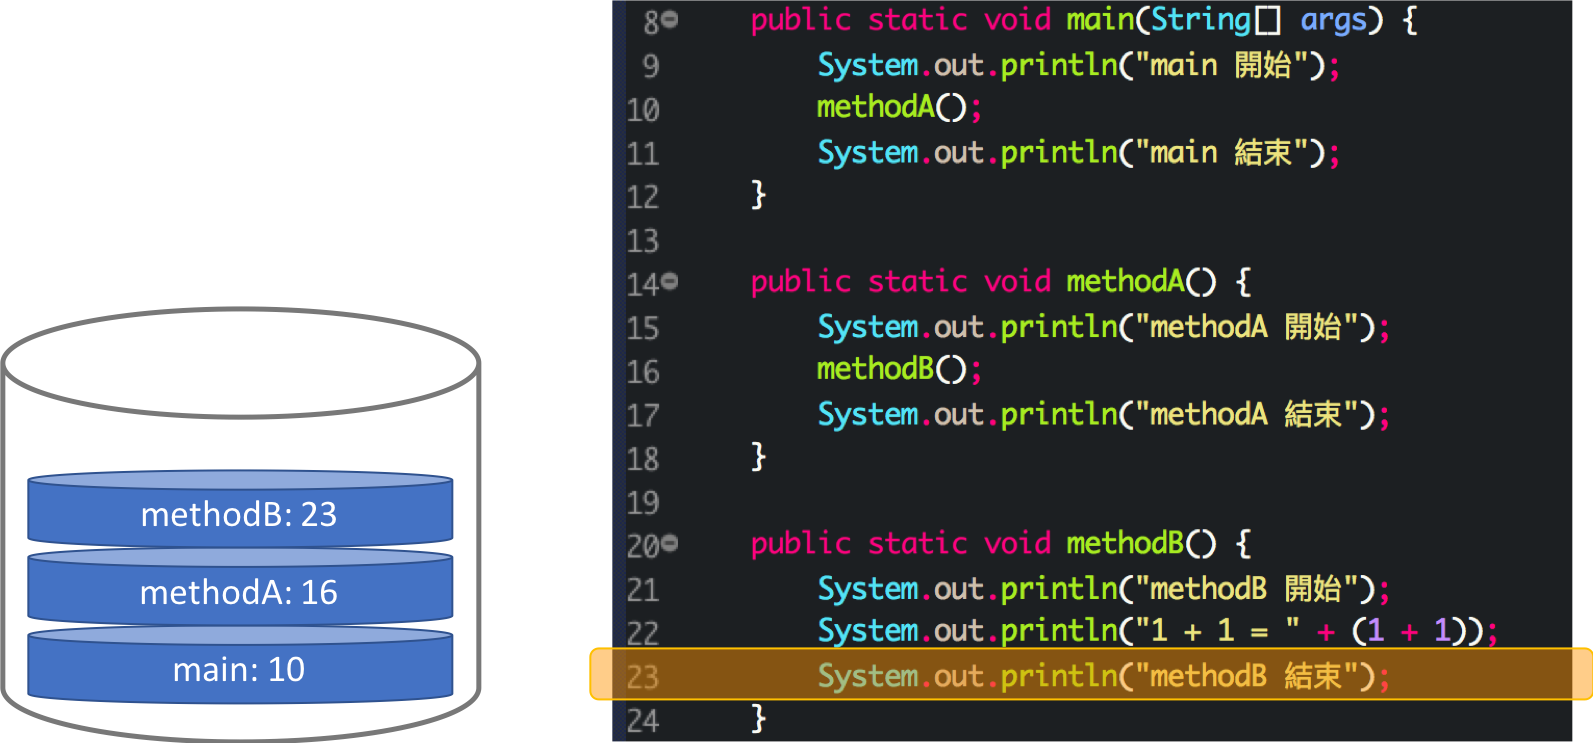 methodB: 23
methodA: 16
main: 10
8 public static void main(String[] args) {
9 System.out.println("main 開始");
10 methodA();
11 System.out.println("main 結束");
12 }
13
14 public static void methodA() {
15 System.out.println("methodA 開始");
16 methodB();
17 System.out.println("methodA 結束");
18 }
19
20 public static void methodB() {
21 System.out.println("methodB 開始");
22 System.out.println("1 + 1 = " + (1 + 1));
23 System.out.println("methodB 結束");
24 }